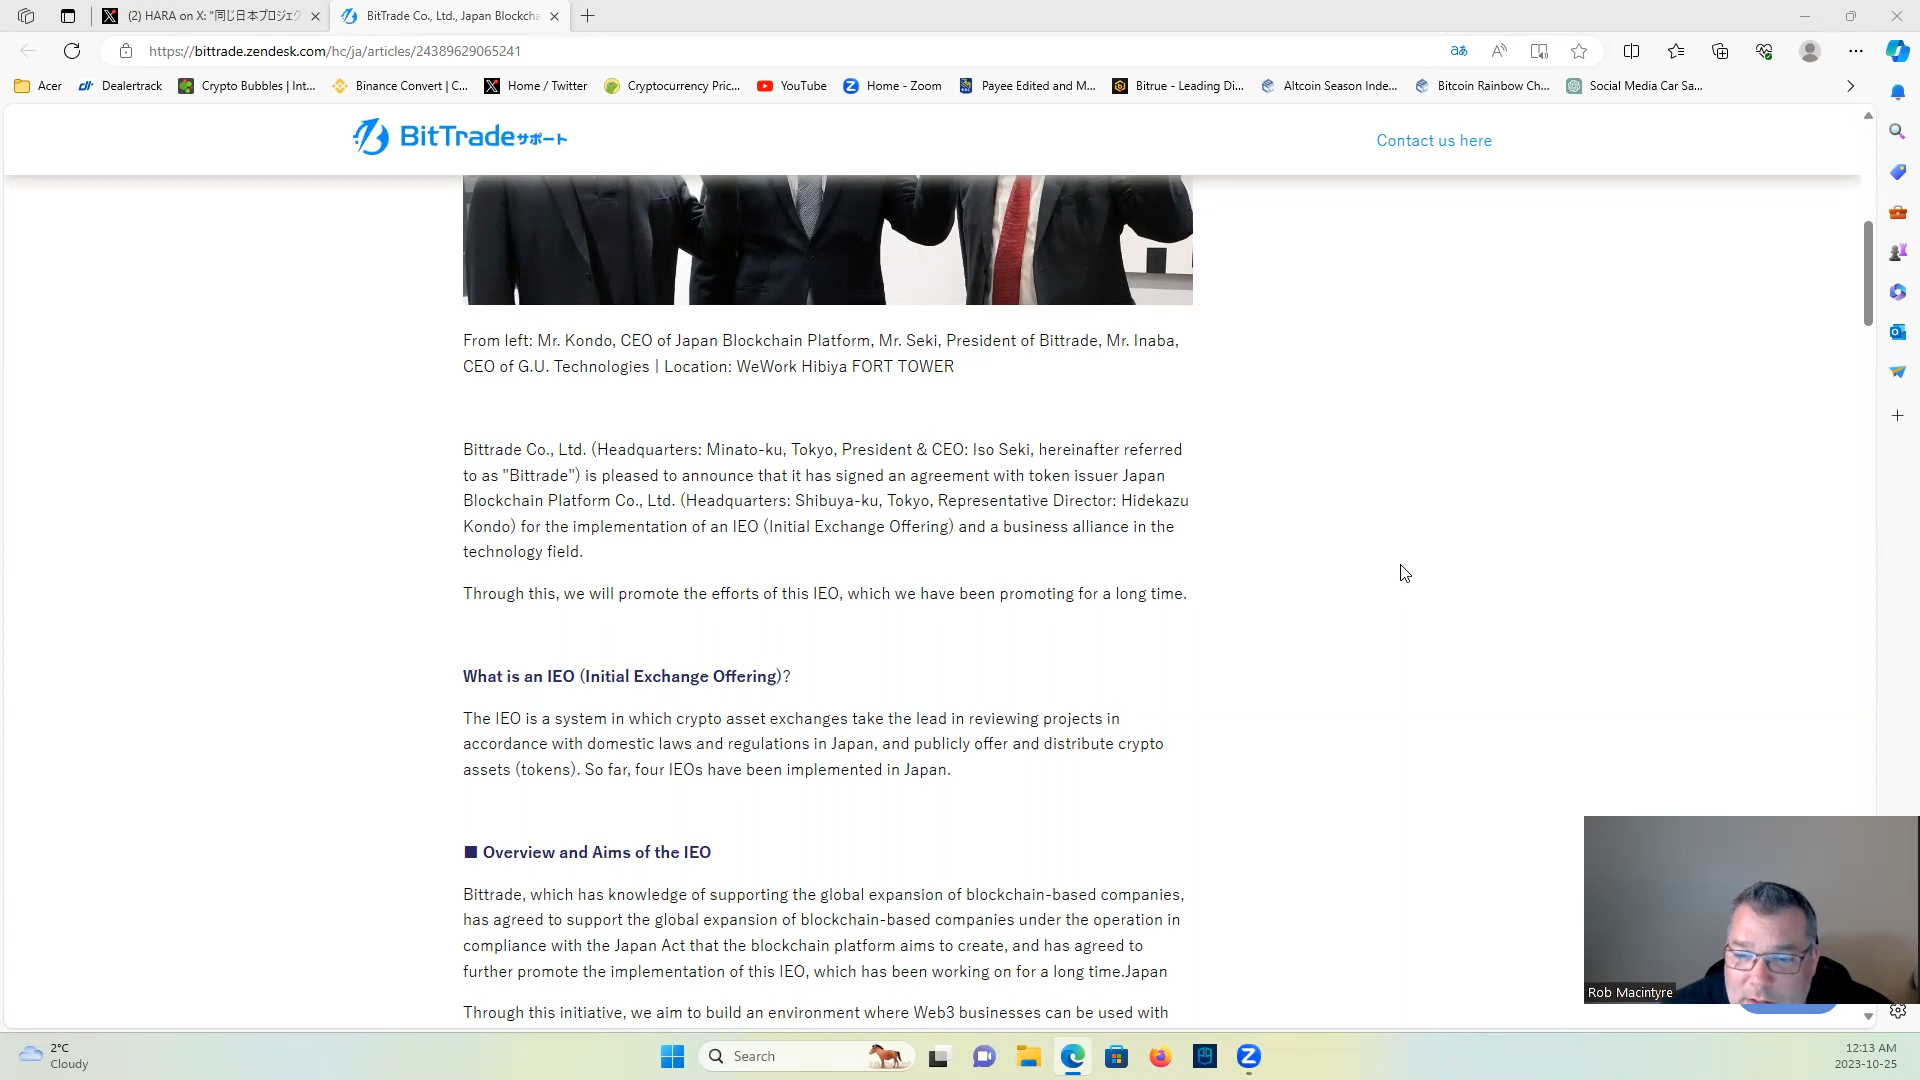 (2) HARA on X: "同じ日本プロジェク
BitTrade Co., Ltd., Japan Blockcha
https://bittrade.zendesk.com/hc/ja/articles/24389629065241
Acer
Dealertrack
Crypto Bubbles | Int...
Binance Convert | C...
Home / Twitter
Cryptocurrency Pric...
YouTube
Home - Zoom
Payee Edited and M...
Bitrue - Leading Di...
Altcoin Season Inde...
Bitcoin Rainbow Ch...
Social Media Car Sa...
BitTradeサポート
Contact us here
From left: Mr. Kondo, CEO of Japan Blockchain Platform, Mr. Seki, President of Bittrade, Mr. Inaba,
CEO of G.U. Technologies | Location: WeWork Hibiya FORT TOWER
Bittrade Co., Ltd. (Headquarters: Minato-ku, Tokyo, President & CEO: Iso Seki, hereinafter referred
to as "Bittrade") is pleased to announce that it has signed an agreement with token issuer Japan
Blockchain Platform Co., Ltd. (Headquarters: Shibuya-ku, Tokyo, Representative Director: Hidekazu
Kondo) for the implementation of an IEO (Initial Exchange Offering) and a business alliance in the
technology field.
Through this, we will promote the efforts of this IEO, which we have been promoting for a long time.
What is an IEO (Initial Exchange Offering)?
The IEO is a system in which crypto asset exchanges take the lead in reviewing projects in
accordance with domestic laws and regulations in Japan, and publicly offer and distribute crypto
assets (tokens). So far, four IEOs have been implemented in Japan.
■ Overview and Aims of the IEO
Bittrade, which has knowledge of supporting the global expansion of blockchain-based companies,
has agreed to support the global expansion of blockchain-based companies under the operation in
compliance with the Japan Act that the blockchain platform aims to create, and has agreed to
further promote the implementation of this IEO, which has been working on for a long time.Japan
Through this initiative, we aim to build an environment where Web3 businesses can be used with
Rob Macintyre
2°C
Cloudy
Search
12:13 AM
2023-10-25